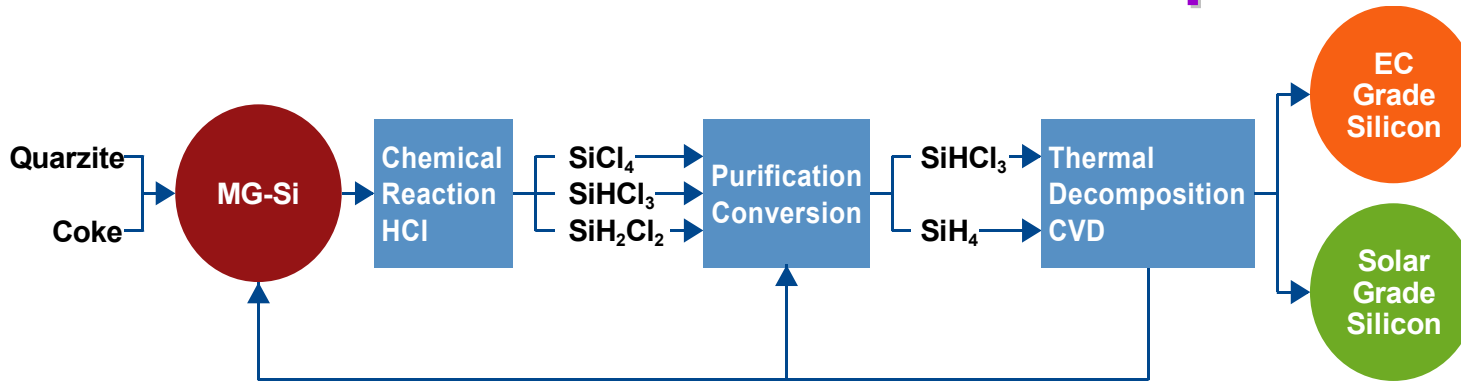 Quarzite
Coke
MG-Si
Chemical
Reaction
HCl
SiCl₄
SiHCl₃
SiH₂Cl₂
Purification
Conversion
SiHCl₃
SiH₄
Thermal
Decomposition
CVD
EC
Grade
Silicon
Solar
Grade
Silicon